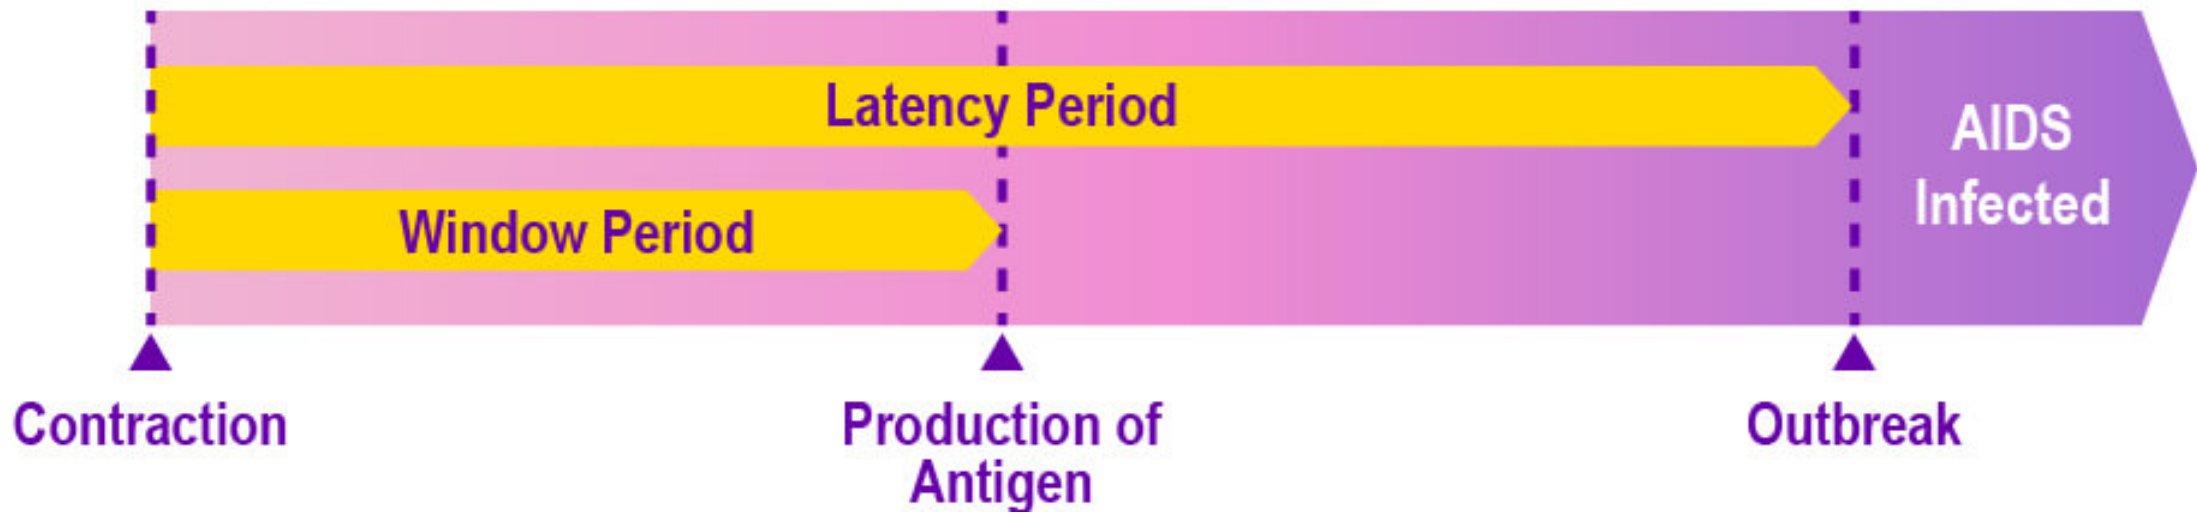 Latency Period
Window Period
AIDS
Infected
Contraction
Production of
Antigen
Outbreak